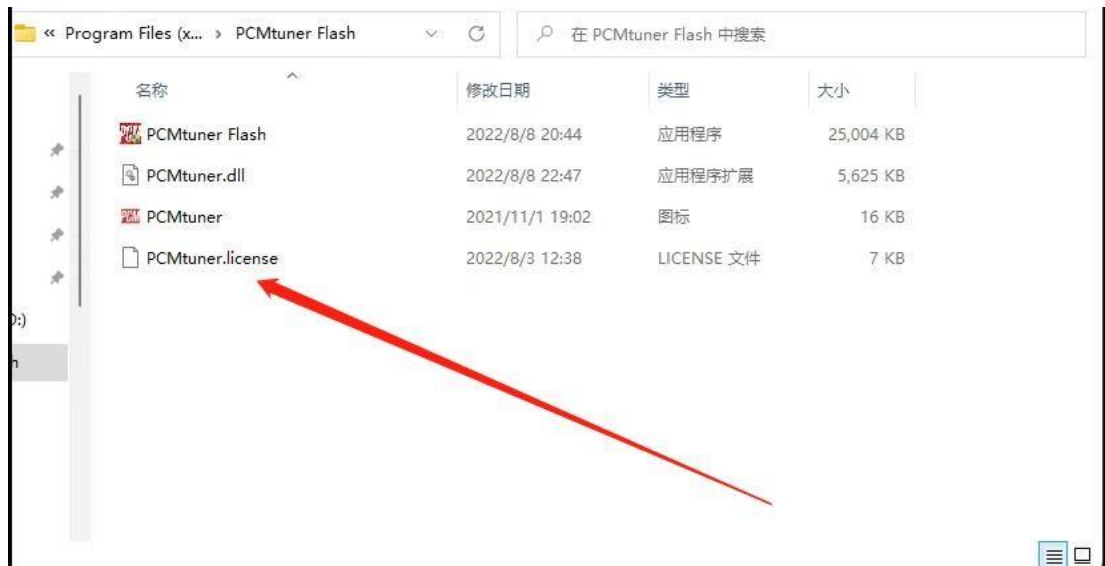 « Program Files (x... › PCMtuner Flash
在 PCMtuner Flash 中搜索
名称 修改日期 类型 大小
PCMtuner Flash 2022/8/8 20:44 应用程序 25,004 KB
PCMtuner.dll 2022/8/8 22:47 应用程序扩展 5,625 KB
PCMtuner 2021/11/1 19:02 图标 16 KB
PCMtuner.license 2022/8/3 12:38 LICENSE 文件 7 KB